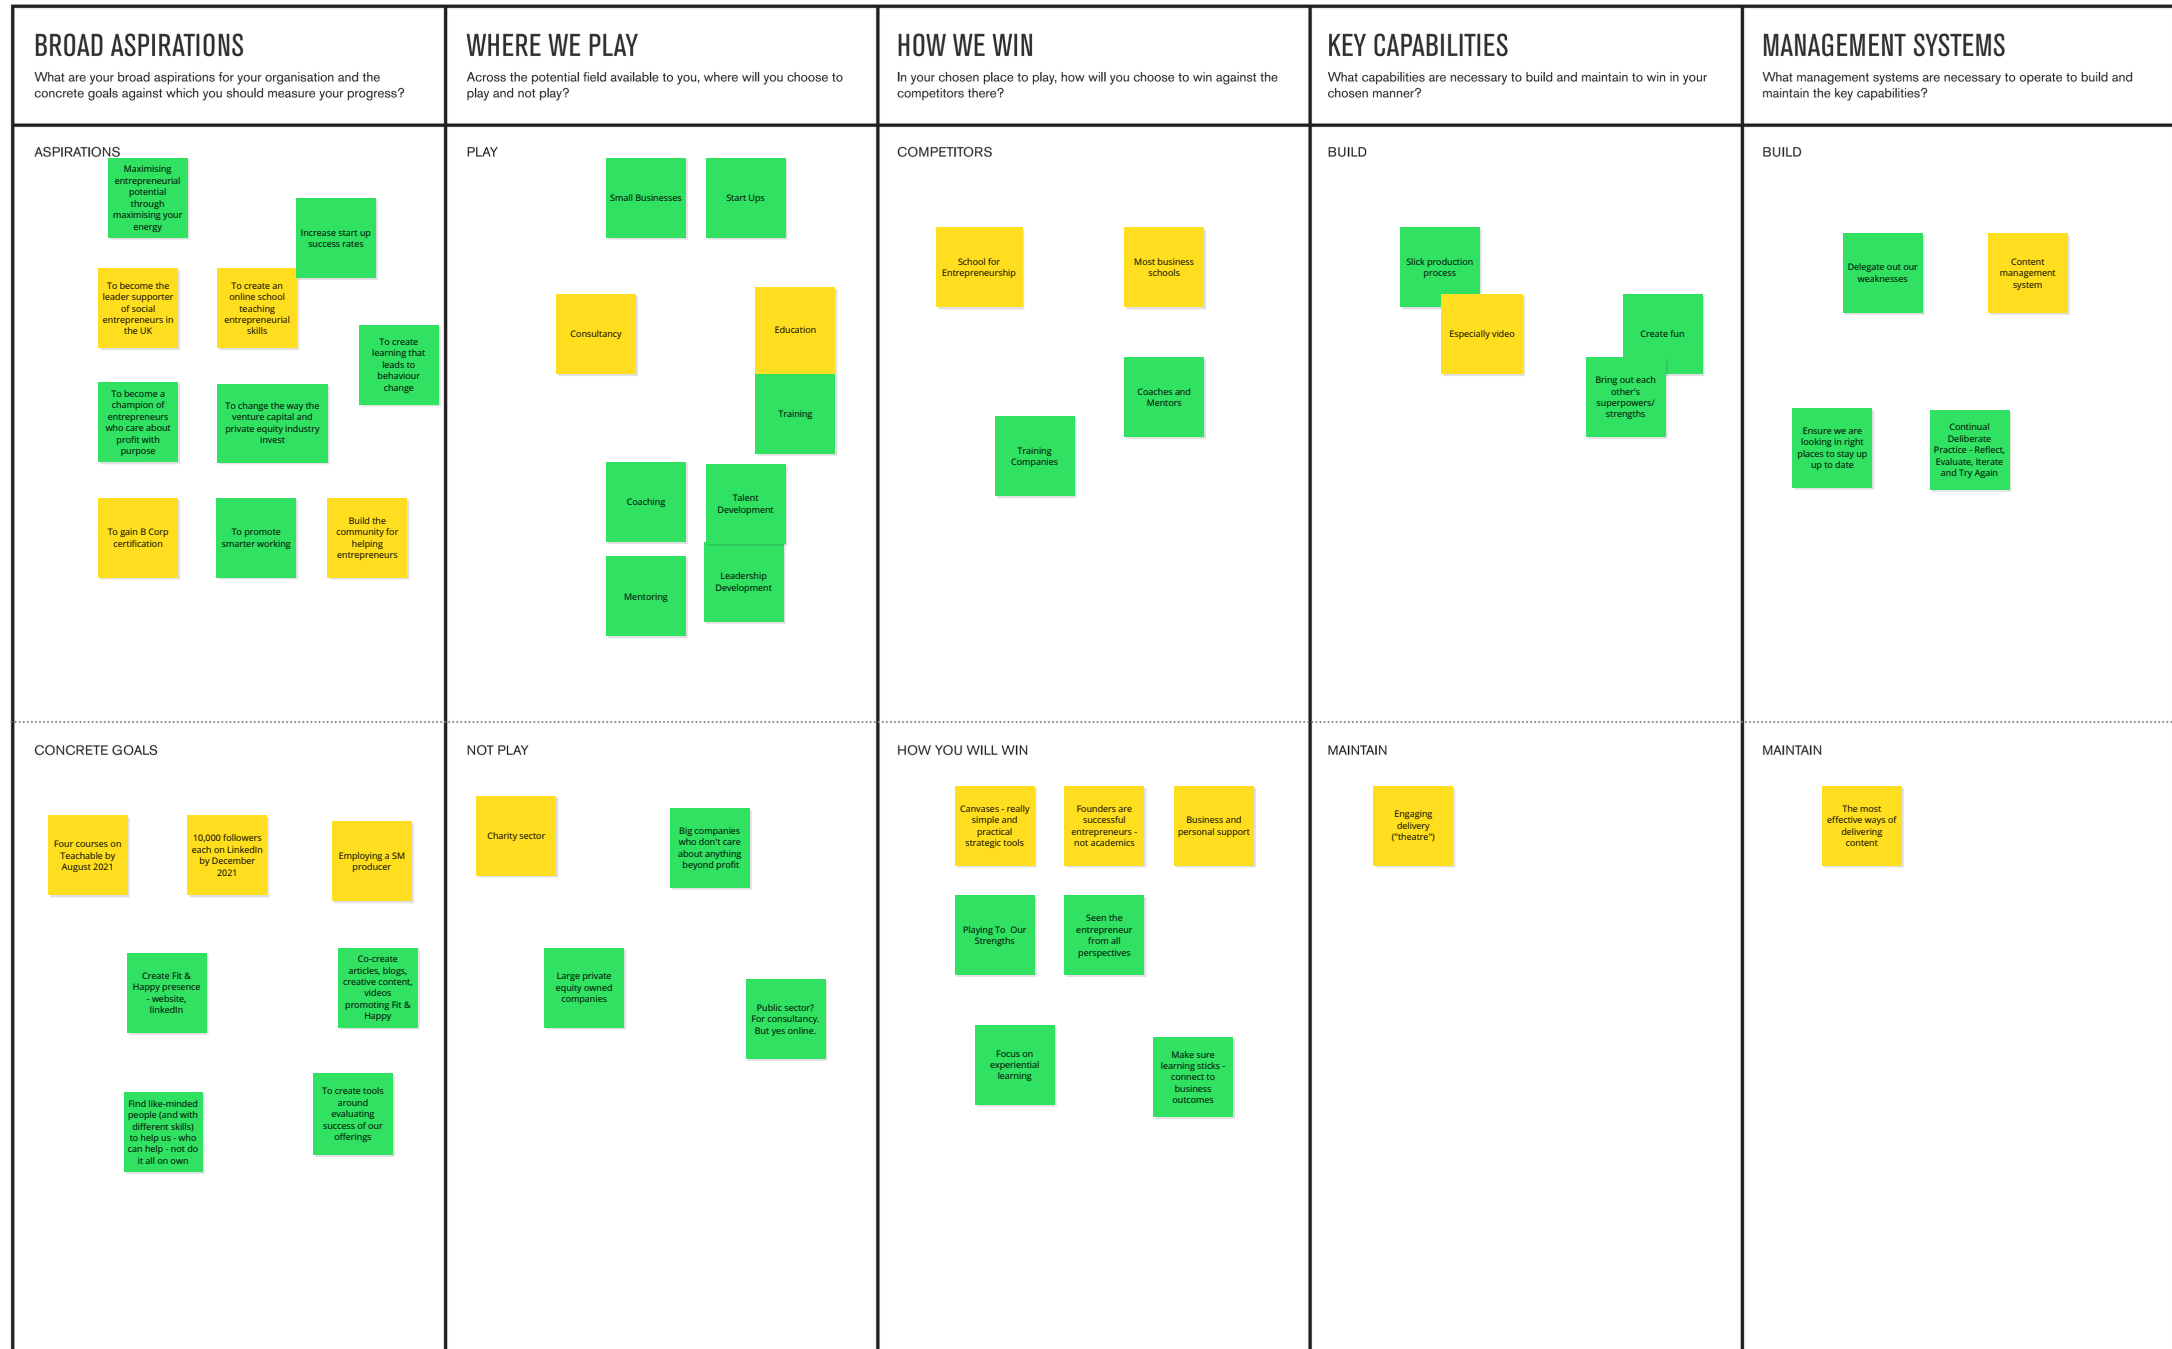 BROAD ASPIRATIONS
What are your broad aspirations for your organisation and the
concrete goals against which you should measure your progress?
ASPIRATIONS
Maximising
entrepreneurial
potential
through
maximising your
energy
Increase start up
success rates
To become the
leader supporter
of social
entrepreneurs in
the UK
To create an
online school
teaching
entrepreneurial
skills
To create
learning that
leads to
behaviour
change
To become a
champion of
entrepreneurs
who care about
profit with
purpose
To change the way the
venture capital and
private equity industry
invest
To gain B Corp
certification
To promote
smarter working
Build the
community for
helping
entrepreneurs
CONCRETE GOALS
Four courses on
Teachable by
August 2021
10,000 followers
each on LinkedIn
by December
2021
Employing a SM
producer
Create Fit &
Happy presence
- website,
linkedIn
Co-create
articles, blogs,
creative content,
videos
promoting Fit &
Happy
Find like-minded
people (and with
different skills)
to help us - who
can help - not do
it all on own
To create tools
around
evaluating
success of our
offerings
WHERE WE PLAY
Across the potential field available to you, where will you choose to
play and not play?
PLAY
Small Businesses
Start Ups
Consultancy
Education
Training
Coaching
Talent
Development
Mentoring
Leadership
Development
NOT PLAY
Charity sector
Big companies
who don't care
about anything
beyond profit
Large private
equity owned
companies
Public sector?
For consultancy.
But yes online.
HOW WE WIN
In your chosen place to play, how will you choose to win against the
competitors there?
COMPETITORS
School for
Entrepreneurship
Most business
schools
Coaches and
Mentors
Training
Companies
HOW YOU WILL WIN
Canvases - really
simple and
practical
strategic tools
Founders are
successful
entrepreneurs -
not academics
Business and
personal support
Playing To  Our
Strengths
Seen the
entrepreneur
from all
perspectives
Focus on
experiential
learning
Make sure
learning sticks -
connect to
business
outcomes
KEY CAPABILITIES
What capabilities are necessary to build and maintain to win in your
chosen manner?
BUILD
Slick production
process
Especially video
Create fun
Bring out each
other's
superpowers/
strengths
MAINTAIN
Engaging
delivery
("theatre")
MANAGEMENT SYSTEMS
What management systems are necessary to operate to build and
maintain the key capabilities?
BUILD
Delegate out our
weaknesses
Content
management
system
Ensure we are
looking in right
places to stay up
up to date
Continual
Deliberate
Practice - Reflect,
Evaluate, Iterate
and Try Again
MAINTAIN
The most
effective ways of
delivering
content